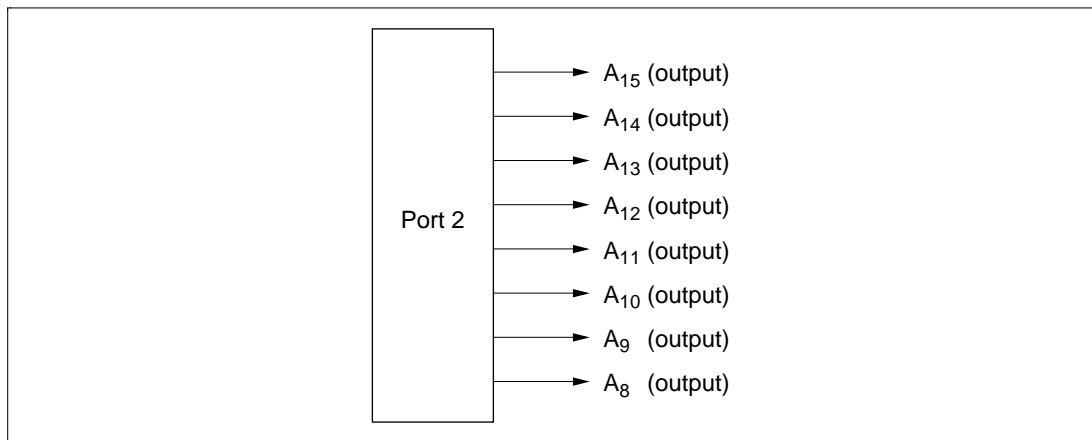 A15 (output)
A14 (output)
A13 (output)
A12 (output)
Port 2
A11 (output)
A10 (output)
A9 (output)
A8 (output)